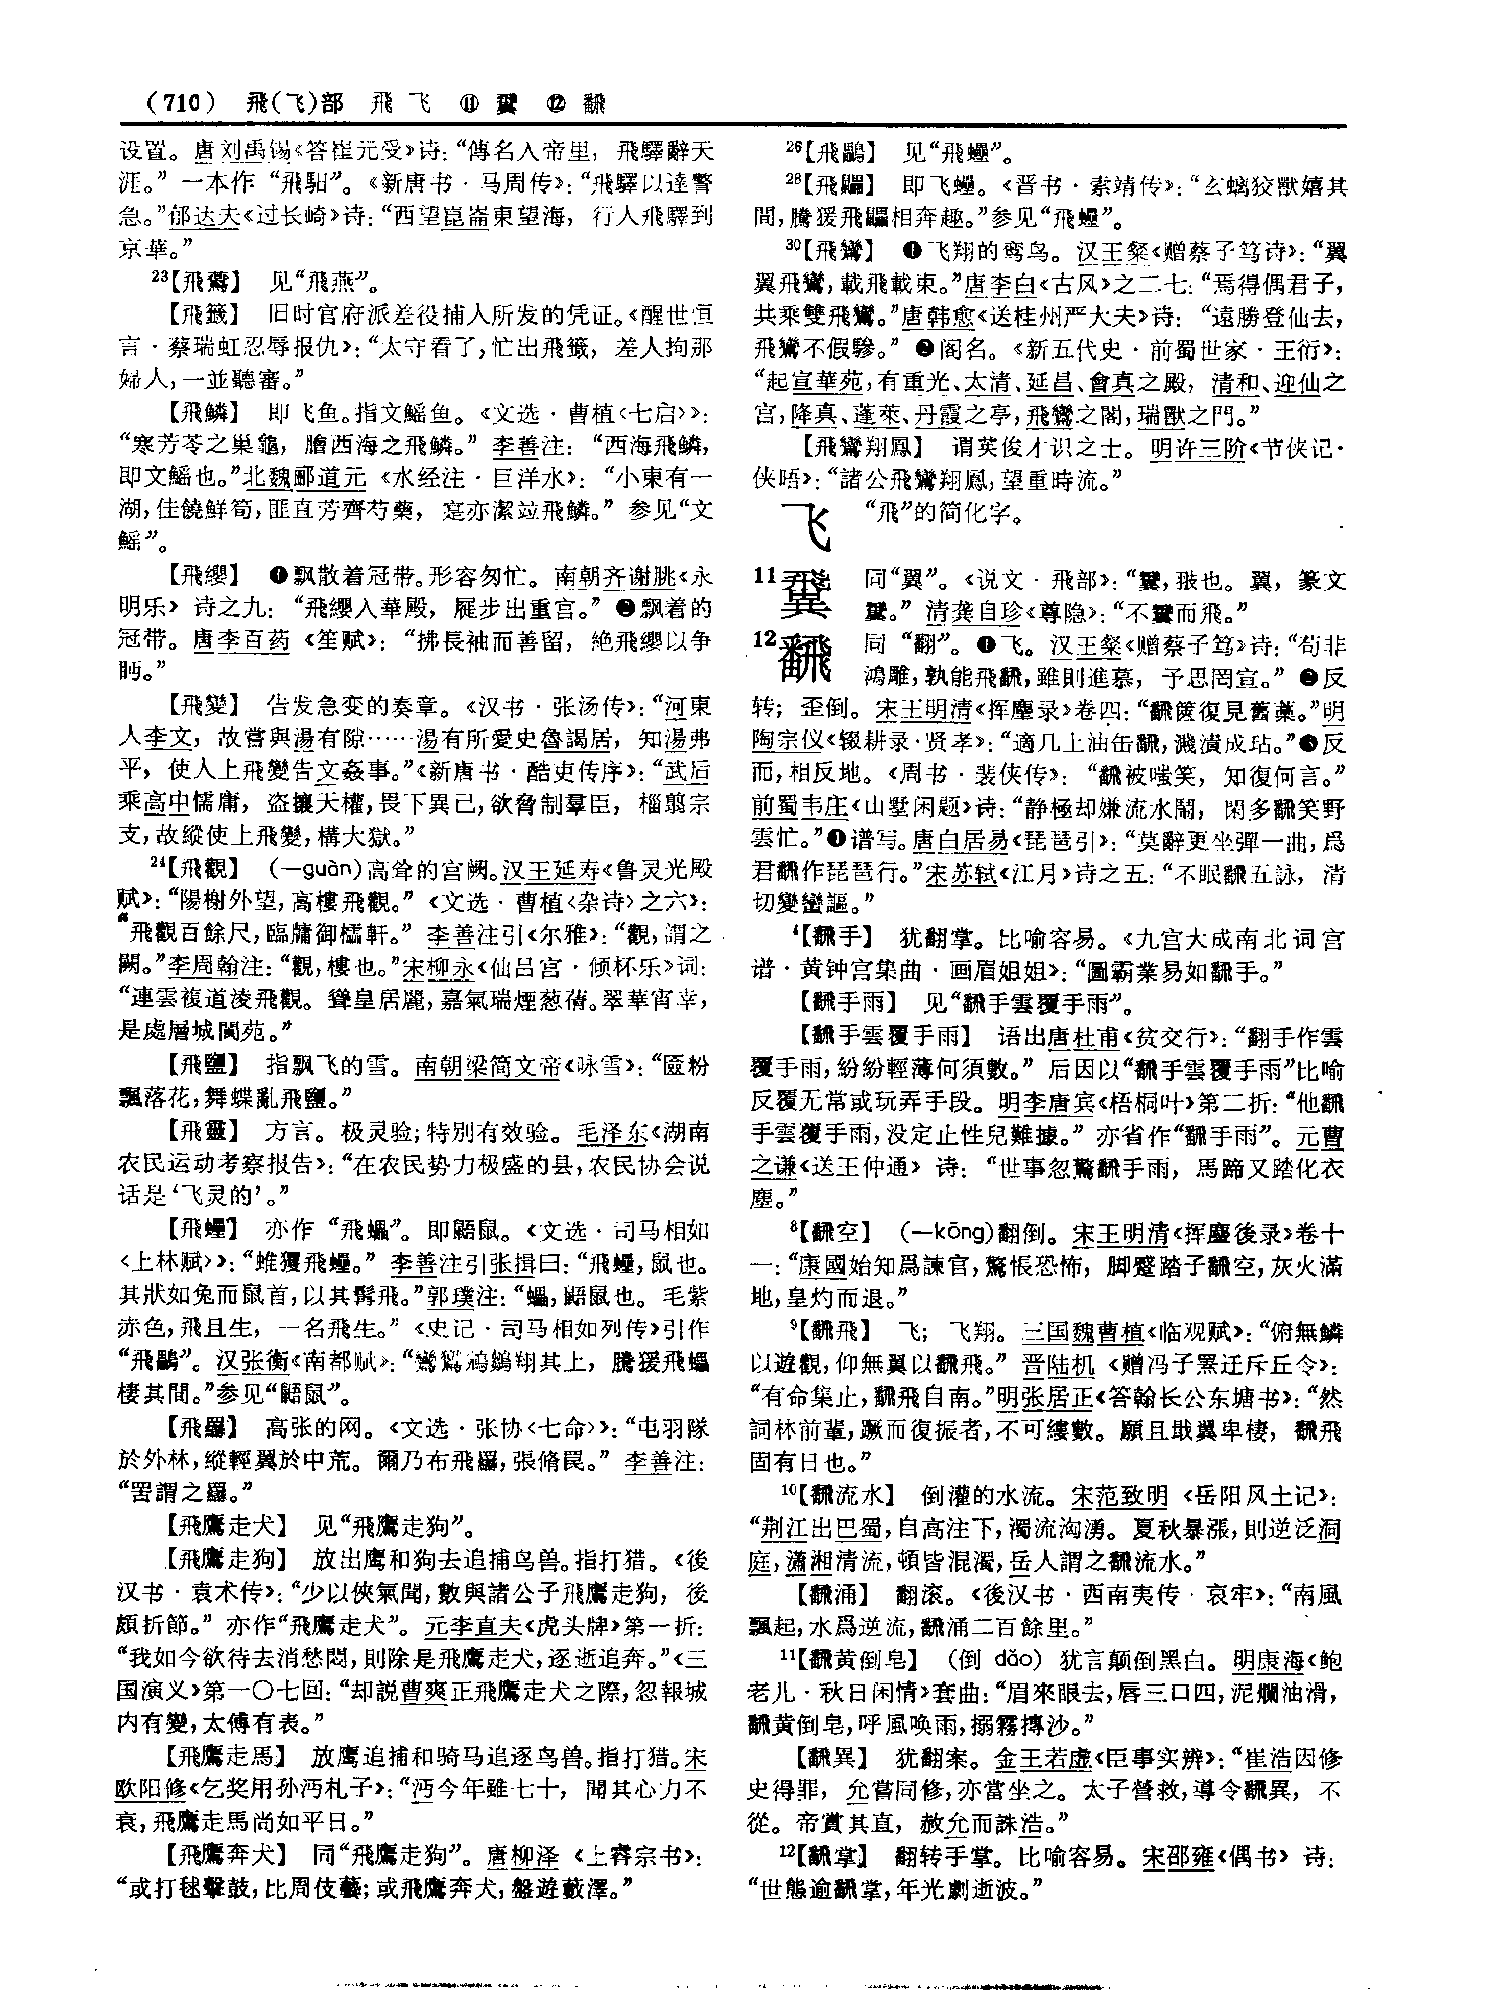 （710） 飛(飞)部 飛 飞 ⑪ 䨻 ⑫ 飜
设置。唐刘禹锡《答崔元受》诗：“傳名入帝里，飛驛辭天
涯。”一本作“飛馹”。《新唐书·马周传》：“飛驛以達警
急。”郁达夫《过长崎》诗：“西望崑崙東望海，行人飛驛到
京華。”
23【飛鷰】 见“飛燕”。
【飛籤】 旧时官府派差役捕人所发的凭证。《醒世恒
言·蔡瑞虹忍辱报仇》：“太守看了，忙出飛籤，差人拘那
婦人，一並聽審。”
【飛鳞】 即飞鱼。指文鳐鱼。《文选·曹植〈七启〉》：
“寒芳苓之巢龜，膾西海之飛鳞。”李善注：“西海飛鳞，
即文鳐也。”北魏郦道元《水经注·巨洋水》：“小東有一
湖，佳饒鮮筍，匪直芳齊芍藥，寔亦潔竝飛鳞。”参见“文
鳐”。
【飛纓】 ❶飘散着冠带。形容匆忙。南朝齐谢朓《永
明乐》诗之九：“飛纓入華殿，屣步出重宫。”❷飘着的
冠带。唐李百药《笙赋》：“拂長袖而善留，絶飛纓以争
眄。”
【飛變】 告发急变的奏章。《汉书·张汤传》：“河東
人李文，故嘗與湯有隙……湯有所愛史魯謁居，知湯弗
平，使人上飛變告文姦事。”《新唐书·酷吏传序》：“武后
乘高中懦庸，盗攘天權，畏下異己，欲脅制羣臣，椔翦宗
支，故縱使上飛變，構大獄。”
24【飛觀】 (—guàn)高耸的宫阙。汉王延寿《鲁灵光殿
赋》：“陽榭外望，高樓飛觀。”《文选·曹植〈杂诗〉之六》：
“飛觀百餘尺，臨牖御櫺軒。”李善注引《尔雅》：“觀，謂之
闕。”李周翰注：“觀，樓也。”宋柳永《仙吕宫·倾杯乐》词：
“連雲複道淩飛觀。聳皇居麗，嘉氣瑞煙葱蒨。翠華宵幸，
是處層城閬苑。”
【飛鹽】 指飘飞的雪。南朝梁简文帝《咏雪》：“匲粉
飄落花，舞蝶亂飛鹽。”
【飛靈】 方言。极灵验；特别有效验。毛泽东《湖南
农民运动考察报告》：“在农民势力极盛的县，农民协会说
话是‘飞灵的’。”
【飛蠝】 亦作“飛蝠”。即鼯鼠。《文选·司马相如
〈上林赋〉》：“蜼玃飛蠝。”李善注引张揖曰：“飛蠝，鼠也。
其狀如兔而鼠首，以其髯飛。”郭璞注：“蠝，鼯鼠也。毛紫
赤色，飛且生，一名飛生。”《史记·司马相如列传》引作
“飛鸓”。汉张衡《南都赋》：“鸞鷟鵷鶵翔其上，騰猨飛蠝
棲其間。”参见“鼯鼠”。
【飛羅】 高张的网。《文选·张协〈七命〉》：“屯羽隊
於外林，縱輕翼於中荒。爾乃布飛羅，張脩罠。”李善注：
“罟謂之羅。”
【飛鷹走犬】 见“飛鷹走狗”。
【飛鷹走狗】 放出鹰和狗去追捕鸟兽。指打猎。《後
汉书·袁术传》：“少以俠氣聞，數與諸公子飛鷹走狗，後
頗折節。”亦作“飛鷹走犬”。元李直夫《虎头牌》第一折：
“我如今欲待去消愁悶，則除是飛鷹走犬，逐逝追奔。”《三
国演义》第一〇七回：“却説曹爽正飛鷹走犬之際，忽報城
内有變，太傅有表。”
【飛鷹走馬】 放鹰追捕和骑马追逐鸟兽。指打猎。宋
欧阳修《乞奖用孙沔札子》：“沔今年雖七十，聞其心力不
衰，飛鷹走馬尚如平日。”
【飛鷹奔犬】 同“飛鷹走狗”。唐柳泽《上睿宗书》：
“或打毬擊鼓，比周伎藝；或飛鷹奔犬，盤遊藪澤。”
26【飛鸓】 见“飛蠝”。
28【飛鼺】 即飞蠝。《晋书·索靖传》：“玄螭狡獸嬉其
間，騰猨飛鼺相奔趣。”参见“飛蠝”。
30【飛鸞】 ❶飞翔的鸾鸟。汉王粲《赠蔡子笃诗》：“翼
翼飛鸞，載飛載東。”唐李白《古风》之二七：“焉得偶君子，
共乘雙飛鸞。”唐韩愈《送桂州严大夫》诗：“遠勝登仙去，
飛鸞不假驂。”❷阁名。《新五代史·前蜀世家·王衍》：
“起宣華苑，有重光、太清、延昌、會真之殿，清和、迎仙之
宫，降真、蓬萊、丹霞之亭，飛鸞之閣，瑞獸之門。”
【飛鸞翔鳳】 谓英俊才识之士。明许三阶《节侠记·
侠晤》：“諸公飛鸞翔鳳，望重時流。”
飞 “飛”的简化字。
11 同“翼”。《说文·飛部》：“，翄也。翼，篆文
。”清龚自珍《尊隐》：“不而飛。”
12飜 同“翻”。❶飞。汉王粲《赠蔡子笃》诗：“苟非
鴻雕，孰能飛飜，雖則進慕，予思罔宣。”❷反
转；歪倒。宋王明清《挥麈录》卷四：“飜篋復見舊藁。”明
陶宗仪《辍耕录·贤孝》：“適几上油缶飜，濺漬成玷。”❸反
而，相反地。《周书·裴侠传》：“飜被嗤笑，知復何言。”
前蜀韦庄《山墅闲题》诗：“静極却嫌流水鬧，閑多飜笑野
雲忙。”❹谱写。唐白居易《琵琶引》：“莫辭更坐彈一曲，爲
君飜作琵琶行。”宋苏轼《江月》诗之五：“不眠飜五詠，清
切變蠻謳。”
4【飜手】 犹翻掌。比喻容易。《九宫大成南北词宫
谱·黄钟宫集曲·画眉姐姐》：“圖霸業易如飜手。”
【飜手雨】 见“飜手雲覆手雨”。
【飜手雲覆手雨】 语出唐杜甫《贫交行》：“翻手作雲
覆手雨，紛紛輕薄何須數。”后因以“飜手雲覆手雨”比喻
反覆无常或玩弄手段。明李唐宾《梧桐叶》第二折：“他飜
手雲覆手雨，没定止性兒難據。”亦省作“飜手雨”。元曹
之谦《送王仲通》诗：“世事忽驚飜手雨，馬蹄又踏化衣
塵。”
8【飜空】 (—kōng)翻倒。宋王明清《挥麈後录》卷十
一：“康國始知爲諫官，驚悵恐怖，脚蹙踏子飜空，灰火滿
地，皇灼而退。”
9【飜飛】 飞；飞翔。三国魏曹植《临观赋》：“俯無鱗
以遊觀，仰無翼以飜飛。”晋陆机《赠冯子罴迁斥丘令》：
“有命集止，飜飛自南。”明张居正《答翰长公东塘书》：“然
詞林前輩，蹶而復振者，不可縷數。願且戢翼卑棲，飜飛
固有日也。”
10【飜流水】 倒灌的水流。宋范致明《岳阳风土记》：
“荆江出巴蜀，自高注下，濁流洶湧。夏秋暴漲，則逆泛洞
庭，瀟湘清流，頓皆混濁，岳人謂之飜流水。”
【飜涌】 翻滚。《後汉书·西南夷传·哀牢》：“南風
飄起，水爲逆流，飜涌二百餘里。”
11【飜黄倒皂】 (倒 dǎo) 犹言颠倒黑白。明康海《鲍
老儿·秋日闲情》套曲：“眉來眼去，唇三口四，泥爛油滑，
飜黄倒皂，呼風唤雨，搦霧摶沙。”
【飜異】 犹翻案。金王若虚《臣事实辨》：“崔浩因修
史得罪，允嘗同修，亦當坐之。太子營救，導令飜異，不
從。帝賞其直，赦允而誅浩。”
12【飜掌】 翻转手掌。比喻容易。宋邵雍《偶书》诗：
“世態逾飜掌，年光劇逝波。”